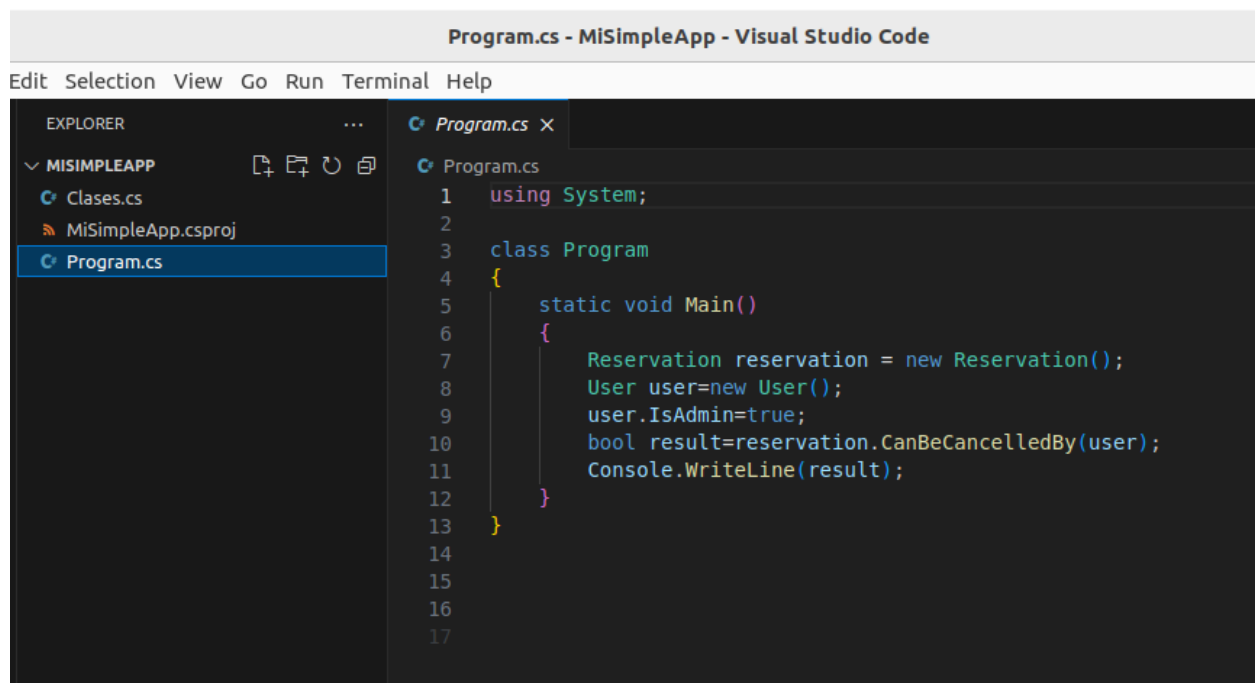 Program.cs - MiSimpleApp - Visual Studio Code
Edit Selection View Go Run Terminal Help
EXPLORER ...
MISIMPLEAPP
Clases.cs
MiSimpleApp.csproj
Program.cs
Program.cs
Program.cs
1 using System;
2
3 class Program
4 {
5 static void Main()
6 {
7 Reservation reservation = new Reservation();
8 User user=new User();
9 user.IsAdmin=true;
10 bool result=reservation.CanBeCancelledBy(user);
11 Console.WriteLine(result);
12 }
13 }
14
15
16
17